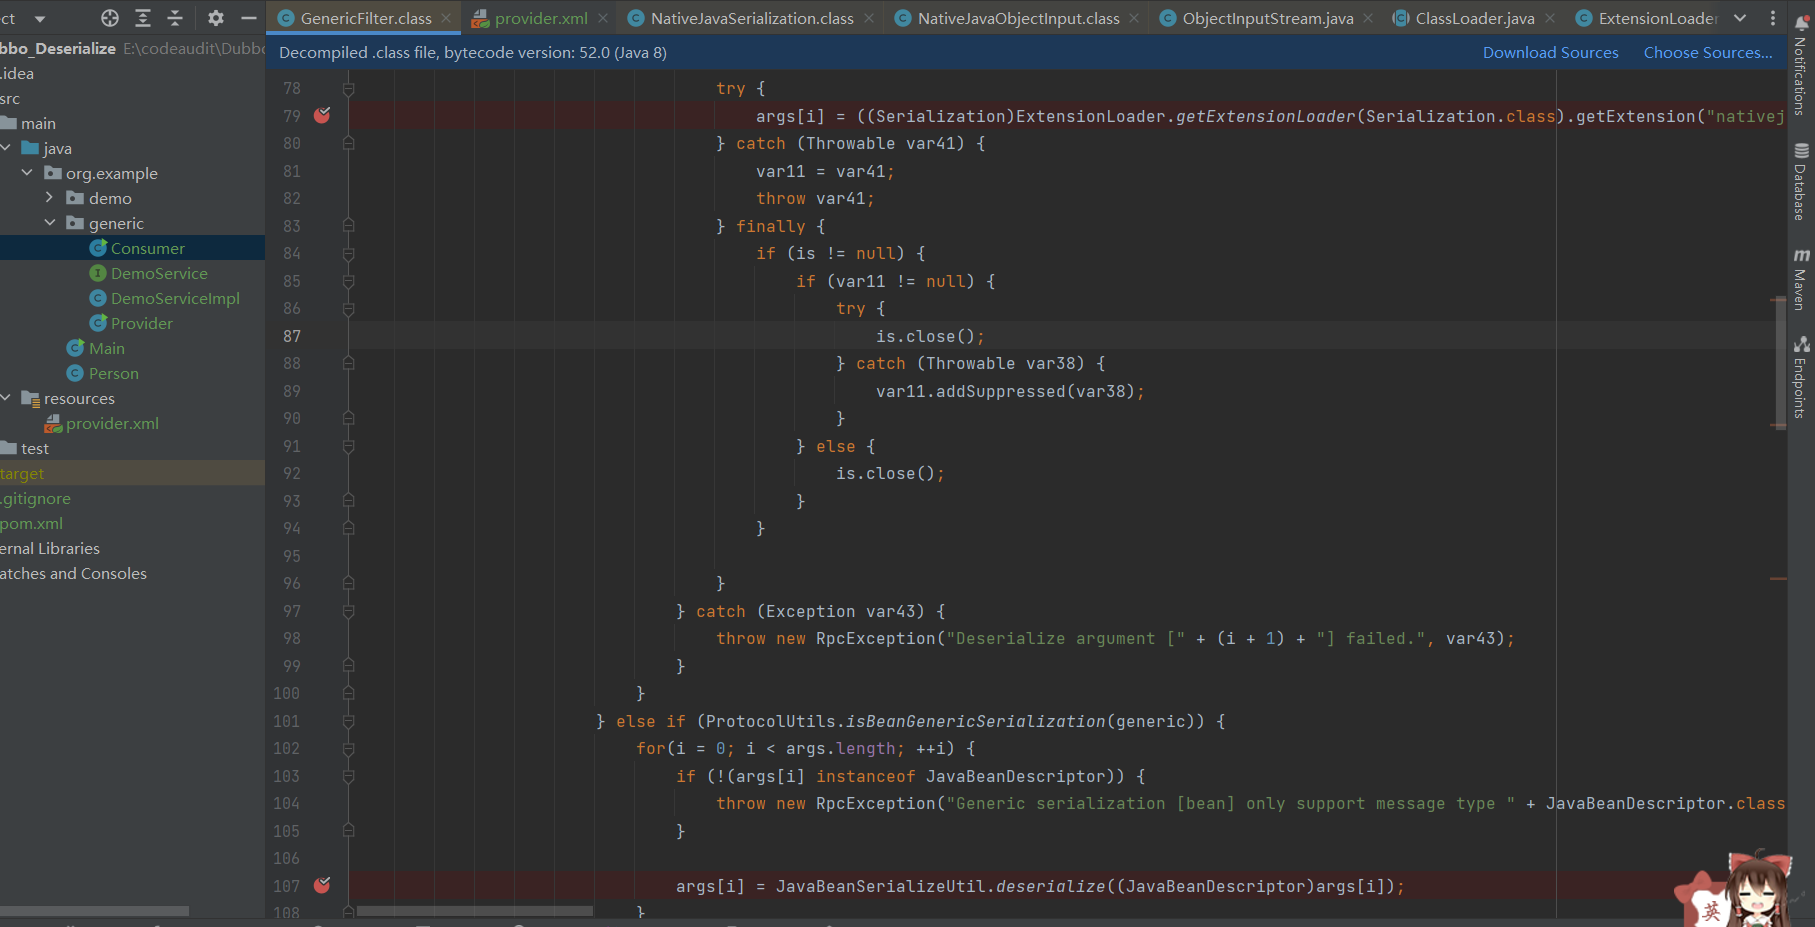 ct
GenericFilter.class
provider.xml
NativeJavaSerialization.class
NativeJavaObjectInput.class
ObjectInputStream.java
ClassLoader.java
ExtensionLoader
Decompiled .class file, bytecode version: 52.0 (Java 8)
Download Sources
Choose Sources...
bbo_Deserialize E:\codeaudit\Dubbo
.idea
src
main
java
org.example
demo
generic
Consumer
DemoService
DemoServiceImpl
Provider
Main
Person
resources
provider.xml
test
target
.gitignore
pom.xml
ernal Libraries
atches and Consoles
78 try {
79 args[i] = ((Serialization)ExtensionLoader.getExtensionLoader(Serialization.class).getExtension("nativej
80 } catch (Throwable var41) {
81 var11 = var41;
82 throw var41;
83 } finally {
84 if (is != null) {
85 if (var11 != null) {
86 try {
87 is.close();
88 } catch (Throwable var38) {
89 var11.addSuppressed(var38);
90 }
91 } else {
92 is.close();
93 }
94 }
95
96 }
97 } catch (Exception var43) {
98 throw new RpcException("Deserialize argument [" + (i + 1) + "] failed.", var43);
99 }
100 }
101 } else if (ProtocolUtils.isBeanGenericSerialization(generic)) {
102 for(i = 0; i < args.length; ++i) {
103 if (!(args[i] instanceof JavaBeanDescriptor)) {
104 throw new RpcException("Generic serialization [bean] only support message type " + JavaBeanDescriptor.class
105 }
106
107 args[i] = JavaBeanSerializeUtil.deserialize((JavaBeanDescriptor)args[i]);
108 }
Notifications
Database
m
Maven
Endpoints
英